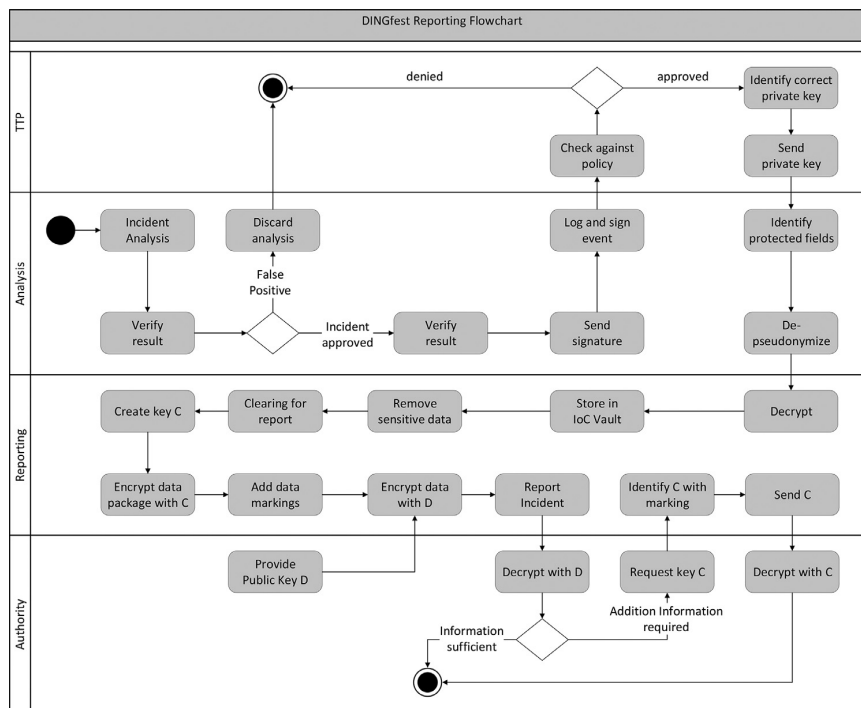 DINGfest Reporting Flowchart
TTP
denied
approved
Identify correct
private key
Check against
policy
Send
private key
Analysis
Incident
Analysis
Discard
analysis
Log and sign
event
Identify
protected fields
False
Positive
Verify
result
Incident
approved
Verify
result
Send
signature
De-
pseudonymize
Reporting
Create key C
Clearing for
report
Remove
sensitive data
Store in
IoC Vault
Decrypt
Encrypt data
package with C
Add data
markings
Encrypt data
with D
Report
Incident
Identify C with
marking
Send C
Authority
Provide
Public Key D
Decrypt with D
Request key C
Decrypt with C
Information
sufficient
Addition Information
required